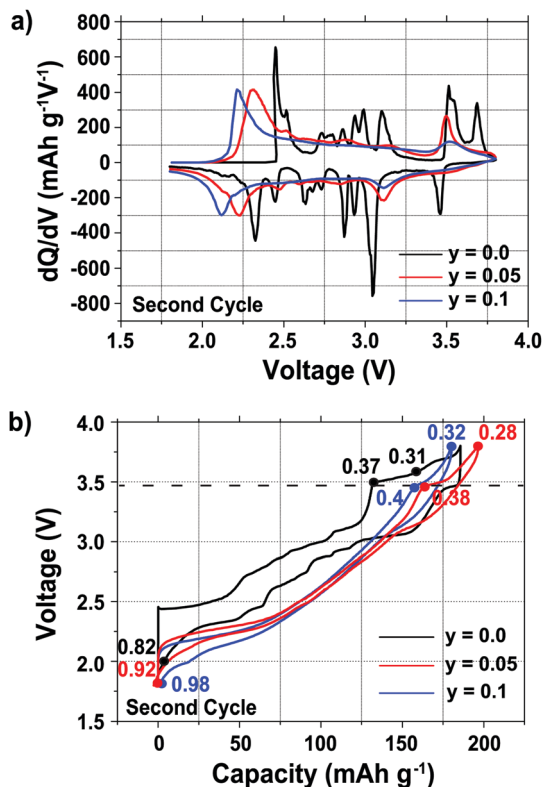 a)
800
600
400
200
0
-200
-400
-600
-800
dQ/dV (mAh g⁻¹V⁻¹)
y = 0.0
y = 0.05
y = 0.1
Second Cycle
1.5 2.0 2.5 3.0 3.5 4.0
Voltage (V)
b)
4.0
3.5
3.0
2.5
2.0
1.5
Voltage (V)
0.32
0.28
0.31
0.37
0.4
0.38
0.82
0.92
0.98
y = 0.0
y = 0.05
y = 0.1
Second Cycle
0 50 100 150 200
Capacity (mAh g⁻¹)